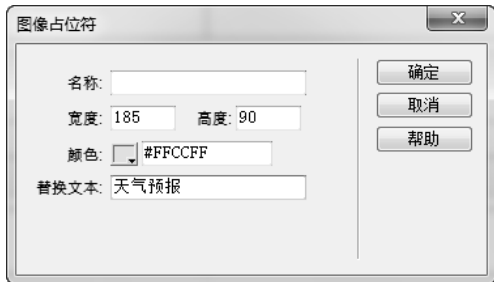 图像占位符
名称:
确定
宽度: 185 高度: 90
取消
颜色: #FFCCFF
帮助
替换文本: 天气预报